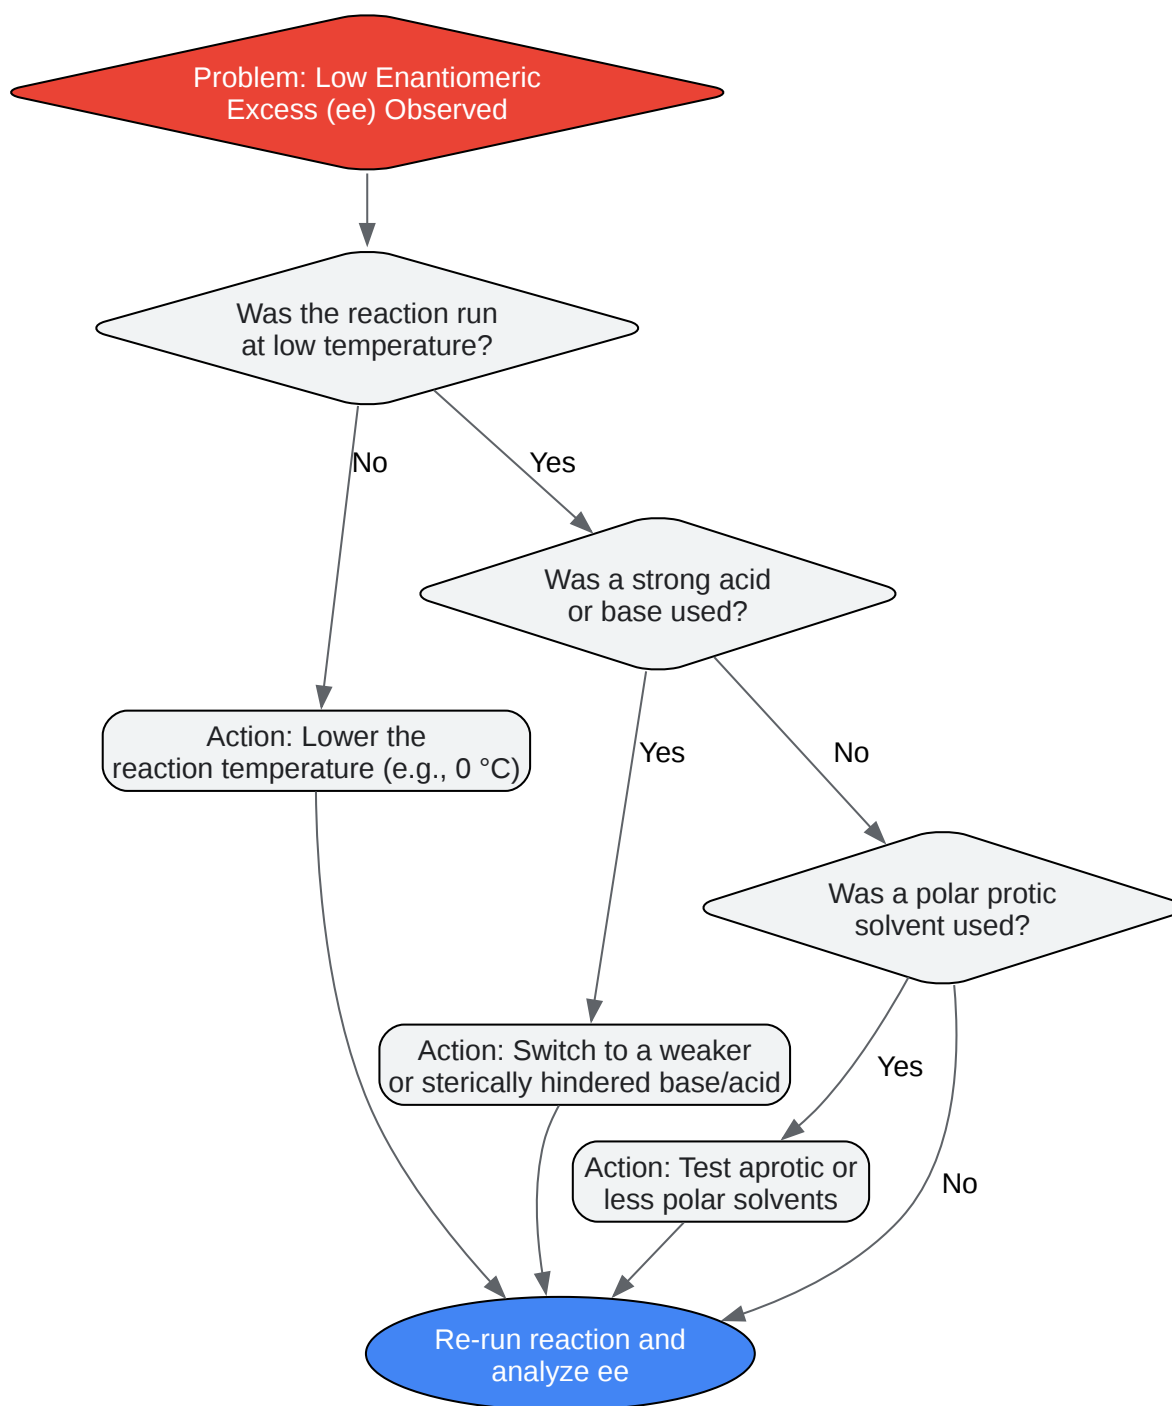 Problem: Low Enantiomeric
Excess (ee) Observed
Was the reaction run
at low temperature?
No
Yes
Was a strong acid
or base used?
Action: Lower the
reaction temperature (e.g., 0 °C)
Yes
No
Was a polar protic
solvent used?
Action: Switch to a weaker
or sterically hindered base/acid
Yes
Action: Test aprotic or
less polar solvents
No
Re-run reaction and
analyze ee